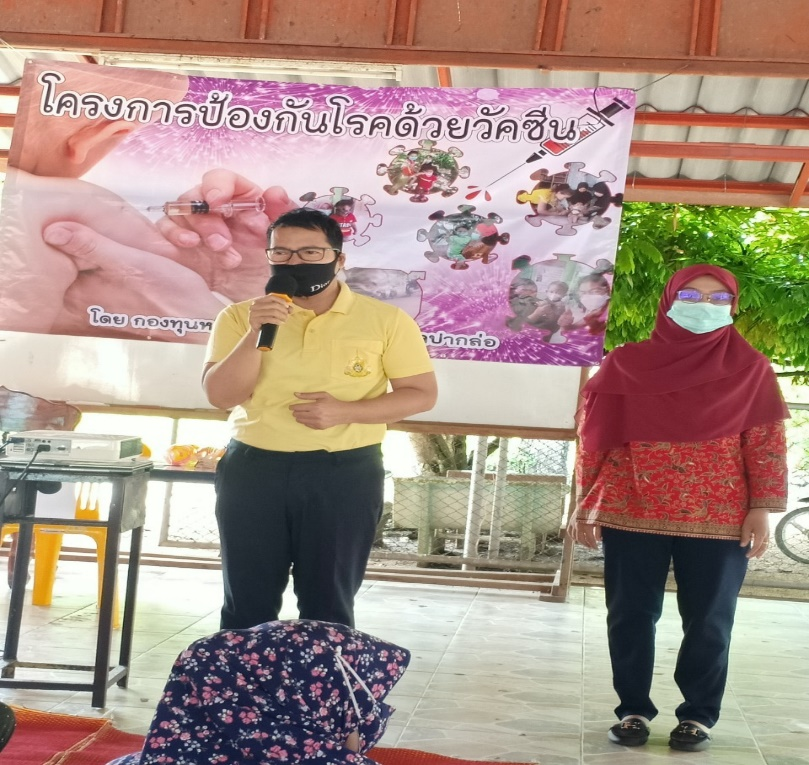 โครงการป้องกันโรคด้วยวัคซีน
โดย กองทุน
ปากล่อ